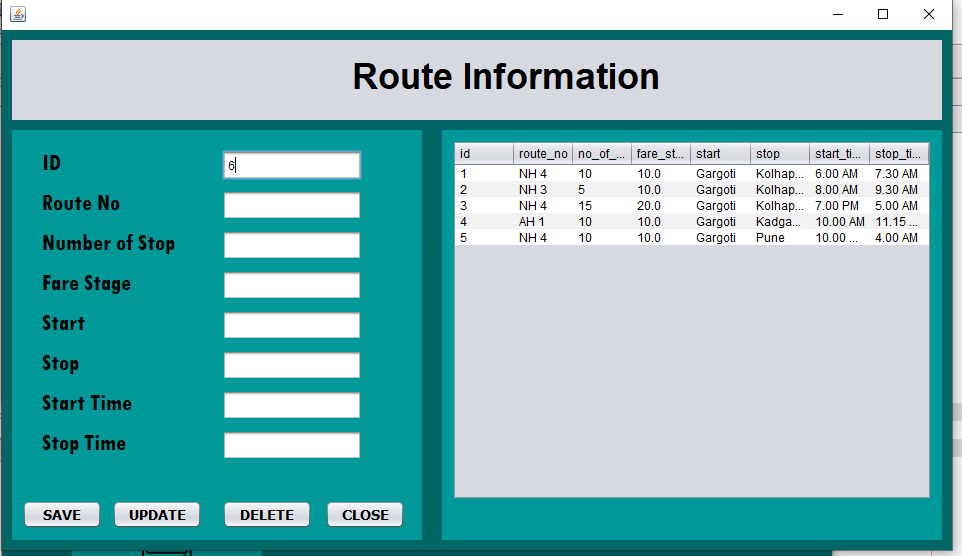 Route Information
ID 6
Route No
Number of Stop
Fare Stage
Start
Stop
Start Time
Stop Time
SAVE UPDATE DELETE CLOSE
id route_no no_of_... fare_st... start stop start_ti... stop_ti...
1 NH 4 10 10.0 Gargoti Kolhap... 6.00 AM 7.30 AM
2 NH 3 5 10.0 Gargoti Kolhap... 8.00 AM 9.30 AM
3 NH 4 15 20.0 Gargoti Kolhap... 7.00 PM 5.00 AM
4 AH 1 10 10.0 Gargoti Kadga... 10.00 AM 11.15 ...
5 NH 4 10 10.0 Gargoti Pune 10.00 ... 4.00 AM